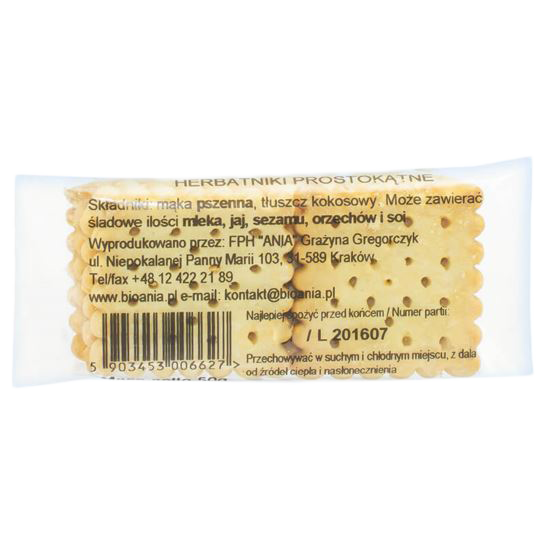 HERBATNIKI PROSTOKĄTNE
Składniki: mąka pszenna, tłuszcz kokosowy. Może zawierać
śladowe ilości mleka, jaj, sezamu, orzechów i soi
Wyprodukowano przez: FPH "ANIA" Grażyna Gregorczyk
ul. Niepokalanej Panny Marii 103, 31-589 Kraków
Tel/fax +48 12 422 21 89
www.bioania.pl e-mail: kontakt@bioania.pl
Najlepiej spożyć przed końcem / Numer partii:
/ L 201607
Przechowywać w suchym i chłodnym miejscu, z dala
od źródeł ciepła i nasłonecznienia
5 903453 006627 >